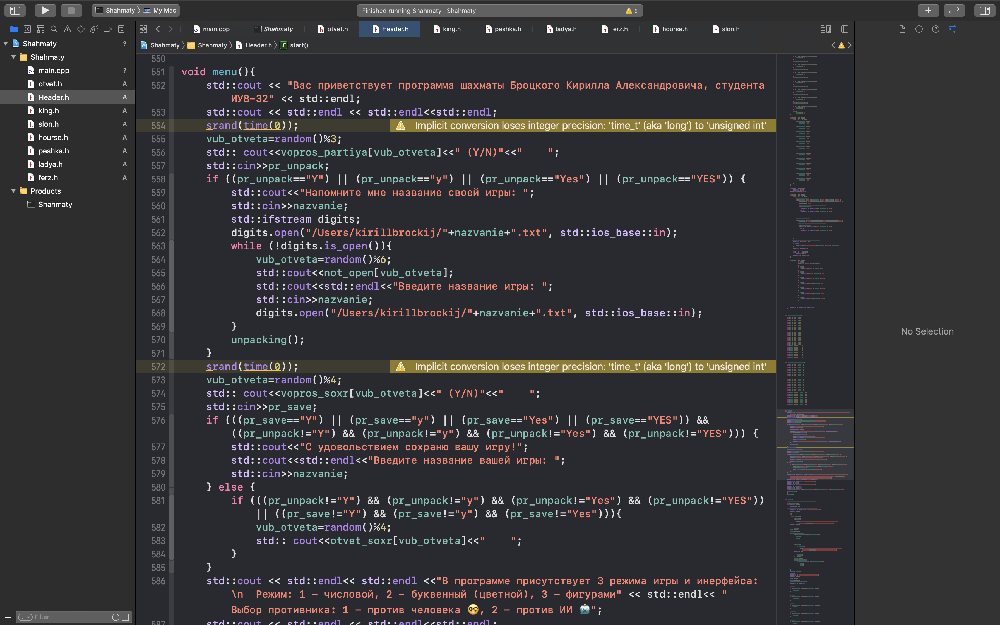 Shahmaty 〉 My Mac
Finished running Shahmaty : Shahmaty
5
main.cpp
Shahmaty
otvet.h
Header.h
king.h
peshka.h
ladya.h
ferz.h
hourse.h
slon.h
Shahmaty 〉 Shahmaty 〉 Header.h 〉 start()
Shahmaty ?
Shahmaty
main.cpp ?
otvet.h A
Header.h A
king.h A
slon.h A
hourse.h A
peshka.h A
ladya.h A
ferz.h A
Products
Shahmaty
Filter
550
551 void menu(){
552 std::cout << "Вас приветствует программа шахматы Броцкого Кирилла Александровича, студента
ИУ8-32" << std::endl;
553 std::cout << std::endl << std::endl<<std::endl;
554 srand(time(0)); Implicit conversion loses integer precision: 'time_t' (aka 'long') to 'unsigned int'
555 vub_otveta=random()%3;
556 std:: cout<<vopros_partiya[vub_otveta]<<" (Y/N)"<<"    ";
557 std::cin>>pr_unpack;
558 if ((pr_unpack=="Y") || (pr_unpack=="y") || (pr_unpack=="Yes") || (pr_unpack=="YES")) {
559 std::cout<<"Напомните мне название своей игры: ";
560 std::cin>>nazvanie;
561 std::ifstream digits;
562 digits.open("/Users/kirillbrockij/"+nazvanie+".txt", std::ios_base::in);
563 while (!digits.is_open()){
564 vub_otveta=random()%6;
565 std::cout<<not_open[vub_otveta];
566 std::cout<<std::endl<<"Введите название игры: ";
567 std::cin>>nazvanie;
568 digits.open("/Users/kirillbrockij/"+nazvanie+".txt", std::ios_base::in);
569 }
570 unpacking();
571 }
572 srand(time(0)); Implicit conversion loses integer precision: 'time_t' (aka 'long') to 'unsigned int'
573 vub_otveta=random()%4;
574 std:: cout<<vopros_soxr[vub_otveta]<<" (Y/N)"<<"    ";
575 std::cin>>pr_save;
576 if (((pr_save=="Y") || (pr_save=="y") || (pr_save=="Yes") || (pr_save=="YES")) &&
((pr_unpack!="Y") && (pr_unpack!="y") && (pr_unpack!="Yes") && (pr_unpack!="YES"))) {
577 std::cout<<"С удовольствием сохраню вашу игру!";
578 std::cout<<std::endl<<"Введите название вашей игры: ";
579 std::cin>>nazvanie;
580 } else {
581 if (((pr_unpack!="Y") && (pr_unpack!="y") && (pr_unpack!="Yes") && (pr_unpack!="YES"))
|| ((pr_save!="Y") && (pr_save!="y") && (pr_save!="Yes"))){
582 vub_otveta=random()%4;
583 std:: cout<<otvet_soxr[vub_otveta]<<"    ";
584 }
585 }
586 std::cout << std::endl<< std::endl <<"В программе присутствует 3 режима игры и инерфейса:
\n  Режим: 1 – числовой, 2 – буквенный (цветной), 3 – фигурами" << std::endl<< "
Выбор противника: 1 – против человека 🤓, 2 – против ИИ 🤖";
587 std::cout << std::endl << std::endl<<std::endl;
No Selection